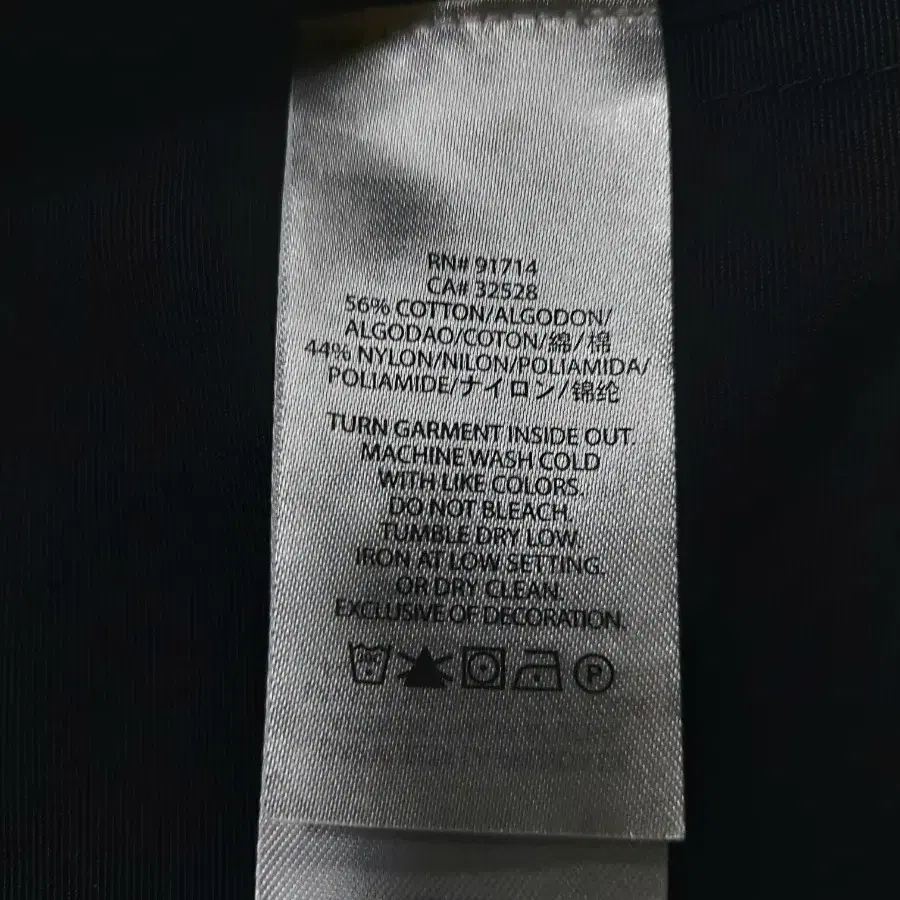 RN# 91714
CA# 32528
56% COTTON/ALGODON/
ALGODAO/COTON/綿/棉
44% NYLON/NILON/POLIAMIDA/
POLIAMIDE/ナイロン/锦纶
TURN GARMENT INSIDE OUT.
MACHINE WASH COLD
WITH LIKE COLORS.
DO NOT BLEACH.
TUMBLE DRY LOW.
IRON AT LOW SETTING.
OR DRY CLEAN.
EXCLUSIVE OF DECORATION.
P